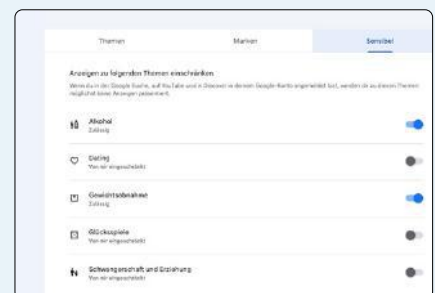 Themen
Marken
Sensibel
Anzeigen zu folgenden Themen einschränken
Wenn du in der Google Suche, auf YouTube und in Discover in deinem Google-Konto angemeldet bist, werden dir zu diesen Themen
möglichst keine Anzeigen präsentiert.
Alkohol
Zulässig
Dating
Von mir eingeschränkt
Gewichtsabnahme
Zulässig
Glücksspiele
Von mir eingeschränkt
Schwangerschaft und Erziehung
Von mir eingeschränkt